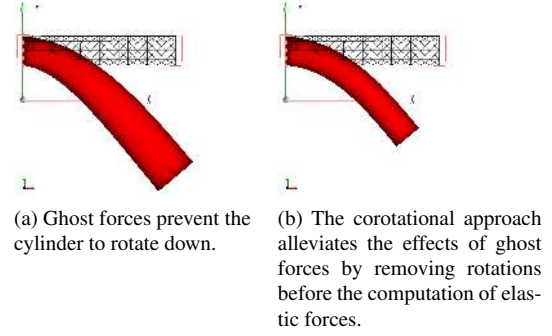 (a) Ghost forces prevent the
cylinder to rotate down.
(b) The corotational approach
alleviates the effects of ghost
forces by removing rotations
before the computation of elas-
tic forces.